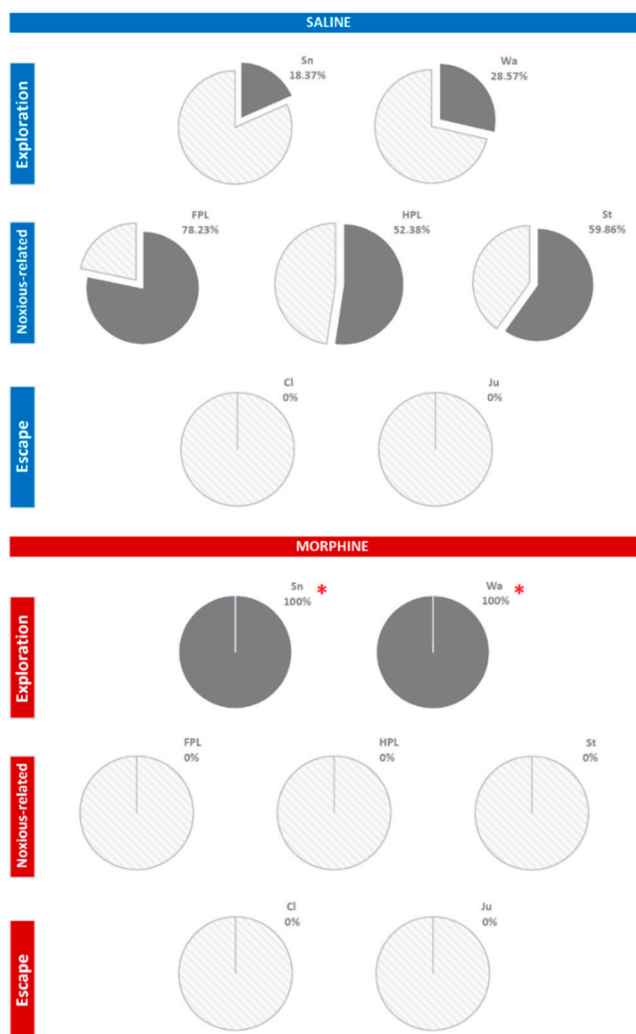 SALINE
Exploration
Sn
18.37%
Wa
28.57%
Noxious-related
FPL
78.23%
HPL
52.38%
St
59.86%
Escape
Cl
0%
Ju
0%
MORPHINE
Exploration
Sn *
100%
Wa *
100%
Noxious-related
FPL
0%
HPL
0%
St
0%
Escape
Cl
0%
Ju
0%